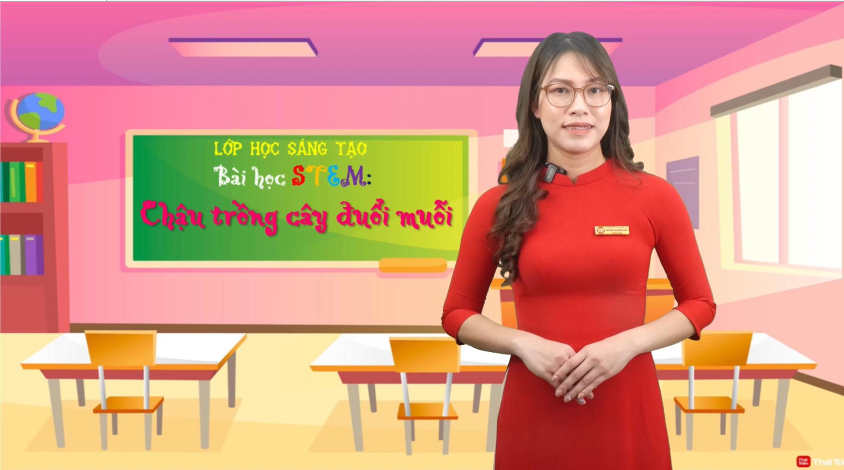 LỚP HỌC SÁNG TẠO
Bài học STEM:
Chậu trồng cây đuổi muỗi